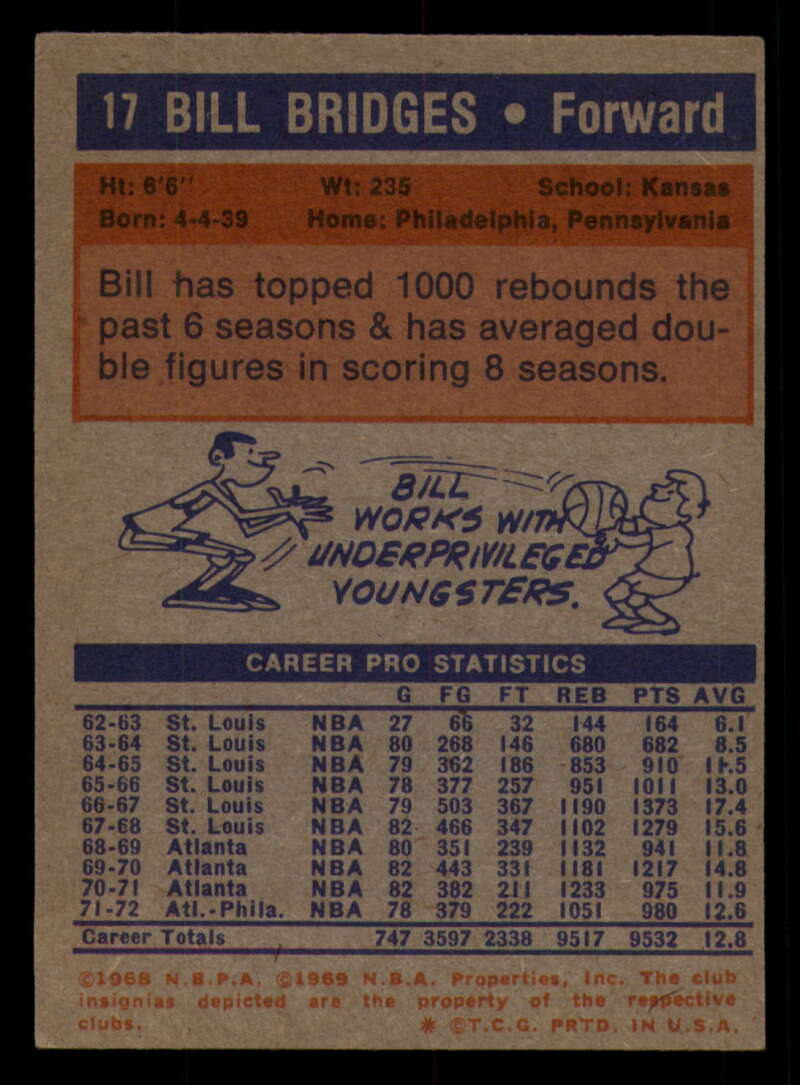 17 BILL BRIDGES • Forward
Ht: 6'6" Wt: 235 School: Kansas
Born: 4-4-39 Home: Philadelphia, Pennsylvania
Bill has topped 1000 rebounds the
past 6 seasons & has averaged dou-
ble figures in scoring 8 seasons.
BILL
WORKS WITH
UNDERPRIVILEGED
YOUNGSTERS.
CAREER PRO STATISTICS
G FG FT REB PTS AVG
62-63 St. Louis NBA 27 66 32 144 164 6.1
63-64 St. Louis NBA 80 268 146 680 682 8.5
64-65 St. Louis NBA 79 362 186 853 910 11.5
65-66 St. Louis NBA 78 377 257 951 1011 13.0
66-67 St. Louis NBA 79 503 367 1190 1373 17.4
67-68 St. Louis NBA 82 466 347 1102 1279 15.6
68-69 Atlanta NBA 80 351 239 1132 941 11.8
69-70 Atlanta NBA 82 443 331 1181 1217 14.8
70-71 Atlanta NBA 82 382 211 1233 975 11.9
71-72 Atl.-Phila. NBA 78 379 222 1051 980 12.6
Career Totals 747 3597 2338 9517 9532 12.8
©1968 N.B.P.A. ©1969 N.B.A. Properties, Inc. The club
insignias depicted are the property of the respective
clubs. * ©T.C.G. PRTD. IN U.S.A.